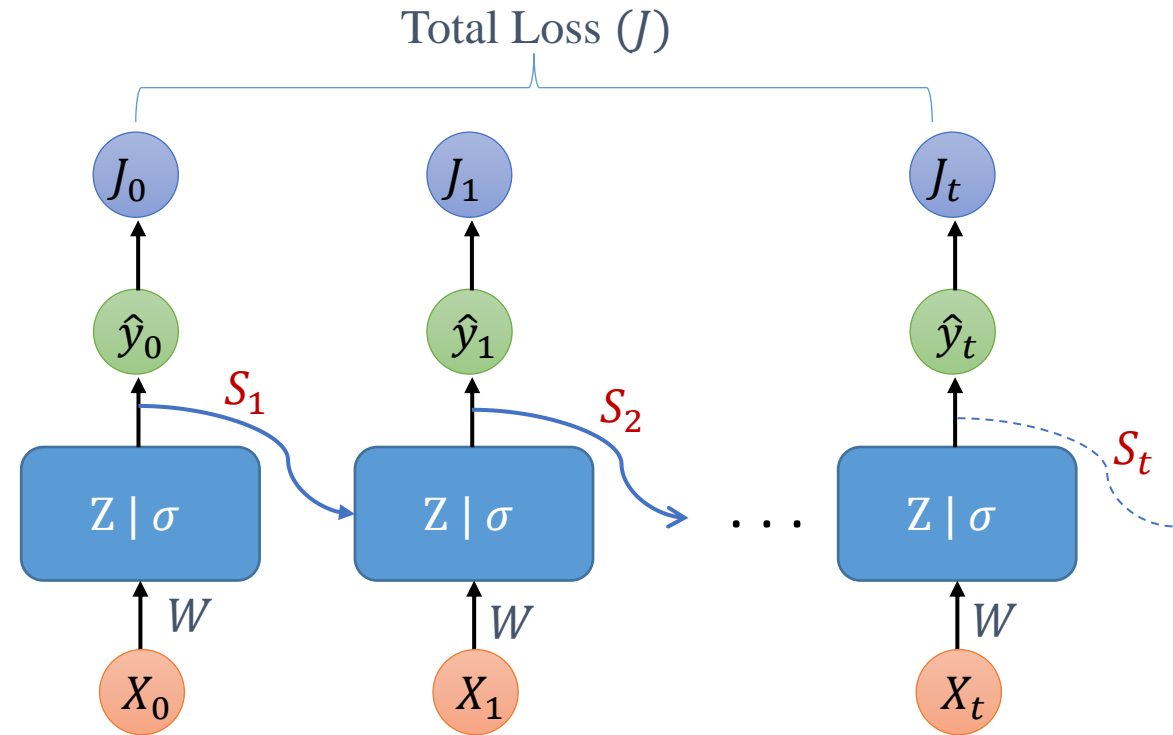 Total Loss (J)
J₀ J₁ Jₜ
ŷ₀ ŷ₁ ŷₜ
S₁ S₂ Sₜ
Z | σ Z | σ . . . Z | σ
W W W
X₀ X₁ Xₜ